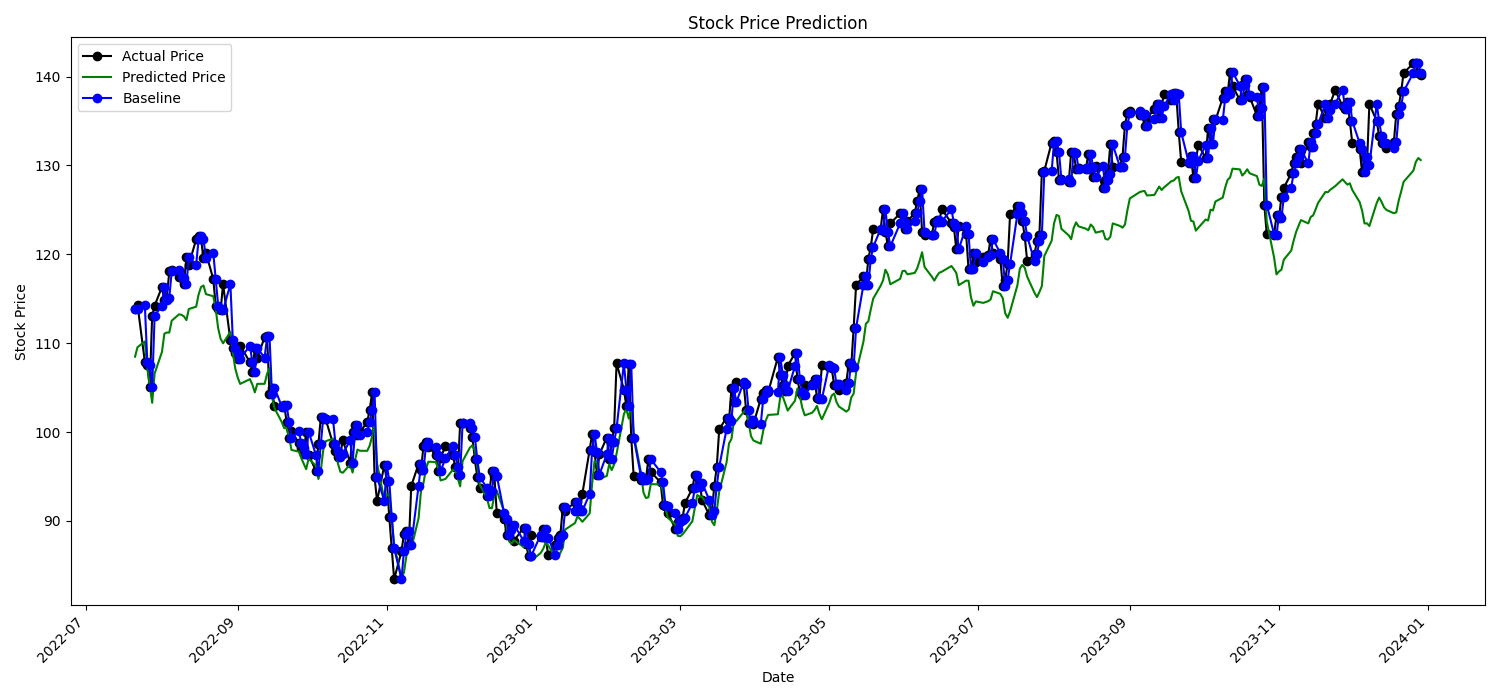 Stock Price Prediction
Actual Price
Predicted Price
Baseline
Stock Price
140
130
120
110
100
90
2022-07
2022-09
2022-11
2023-01
2023-03
2023-05
2023-07
2023-09
2023-11
2024-01
Date